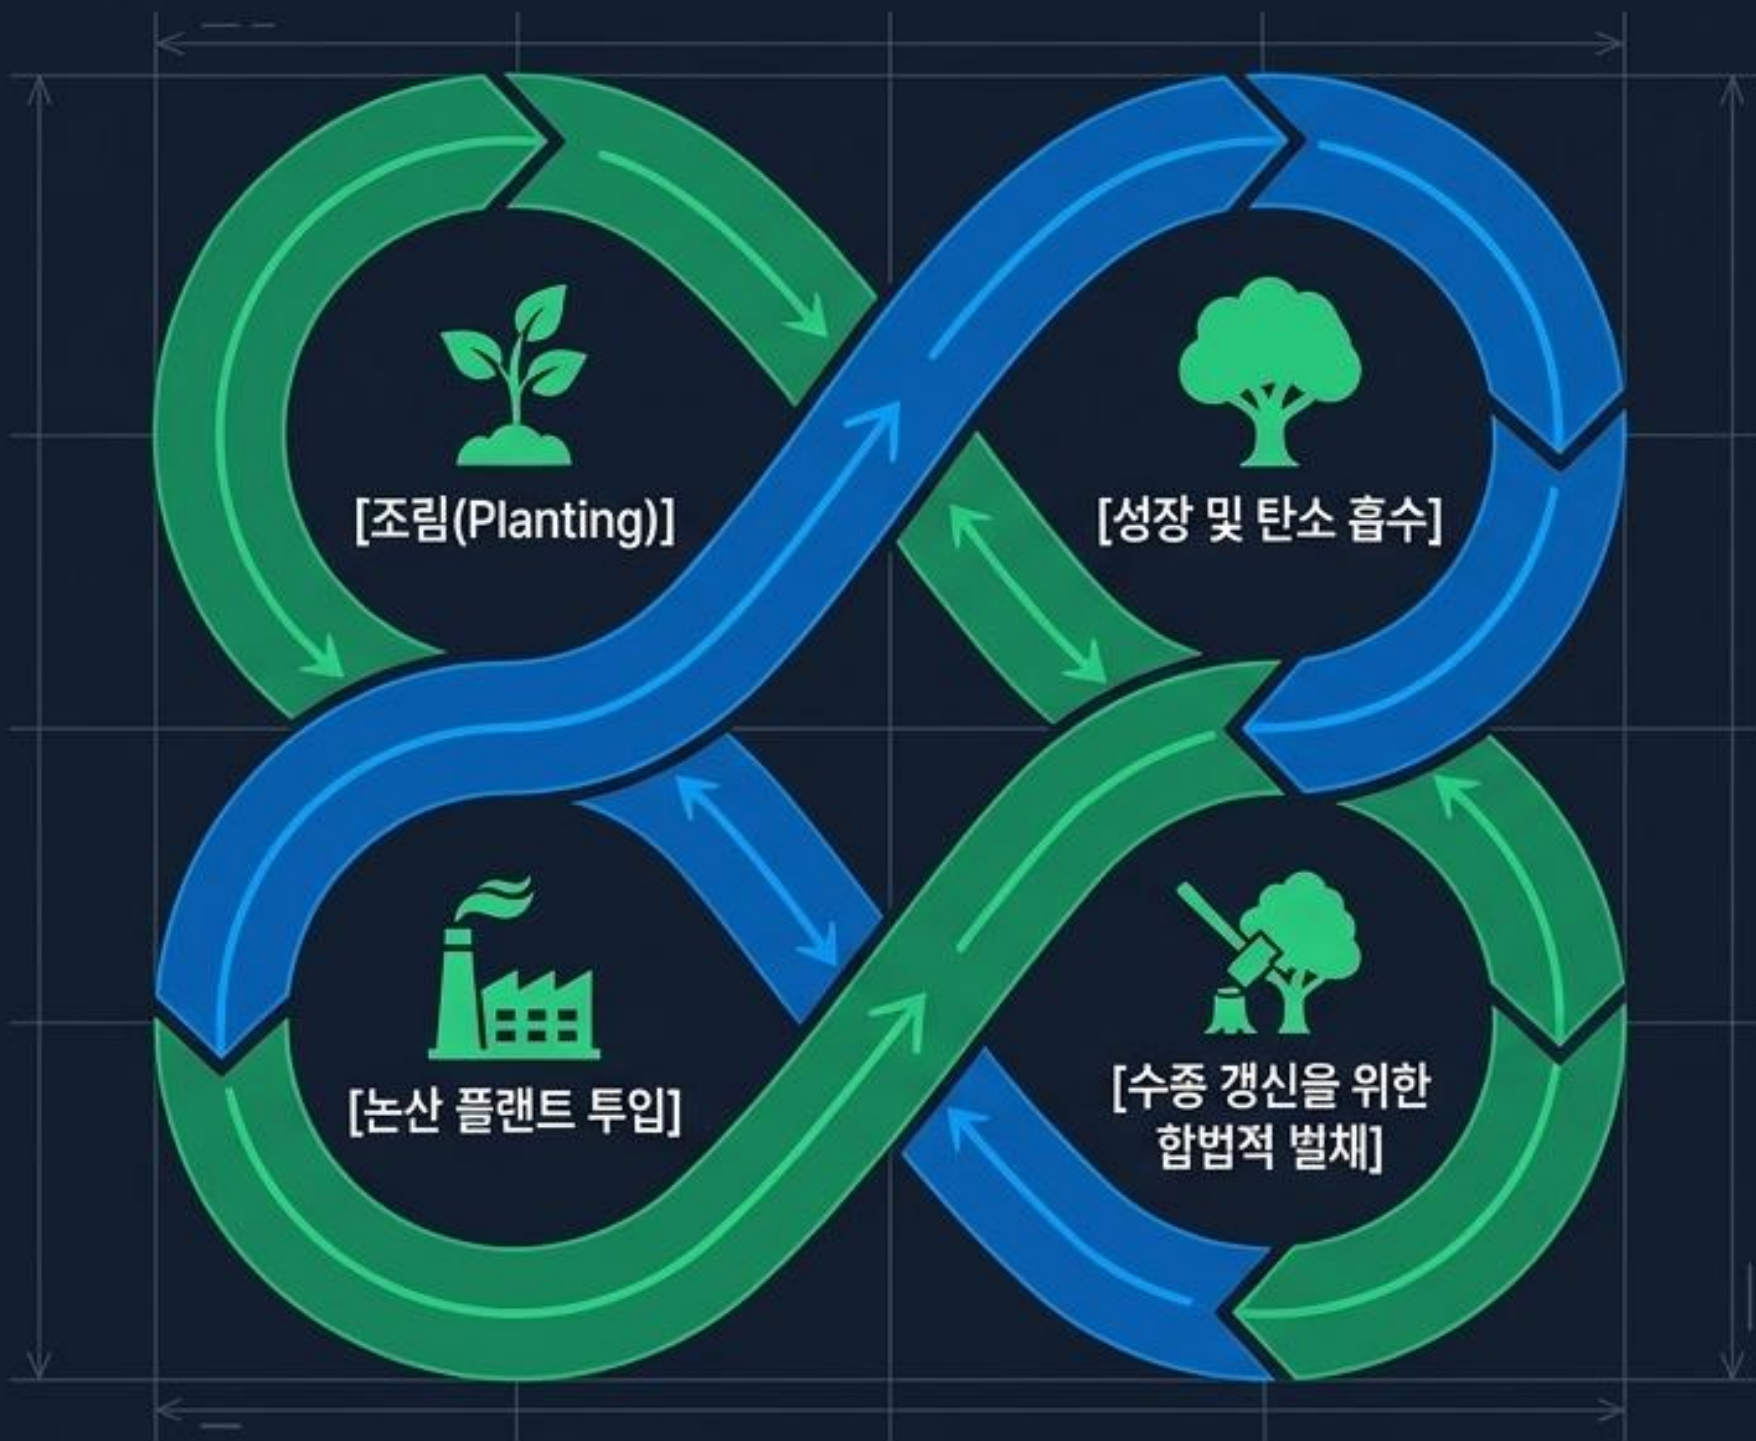 [조림(Planting)]
[성장 및 탄소 흡수]
[논산 플랜트 투입]
[수종 갱신을 위한
합법적 벌채]